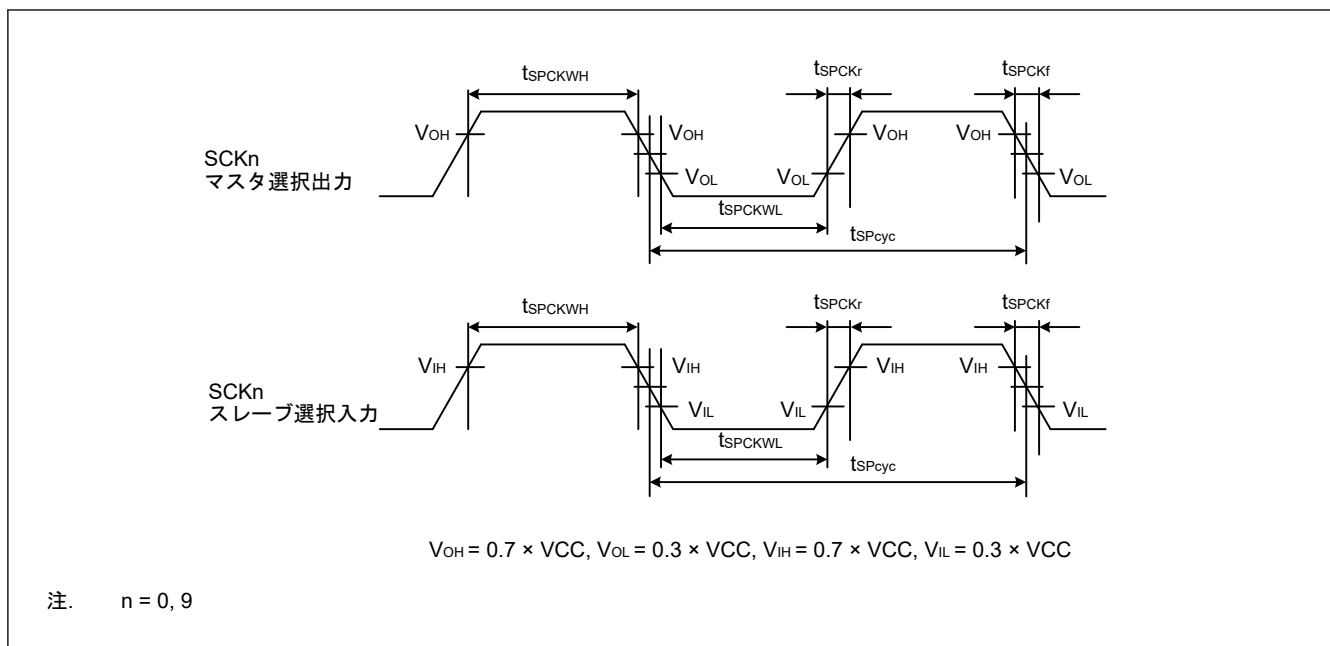 tSPCKWH
tSPCKr
tSPCKf
VOH
VOH
VOH
VOH
SCKn
マスタ選択出力
VOL
VOL
VOL
tSPCKWL
tSPcyc
tSPCKWH
tSPCKr
tSPCKf
VIH
VIH
VIH
VIH
SCKn
スレーブ選択入力
VIL
VIL
VIL
tSPCKWL
tSPcyc
VOH = 0.7 × VCC, VOL = 0.3 × VCC, VIH = 0.7 × VCC, VIL = 0.3 × VCC
注. n = 0, 9